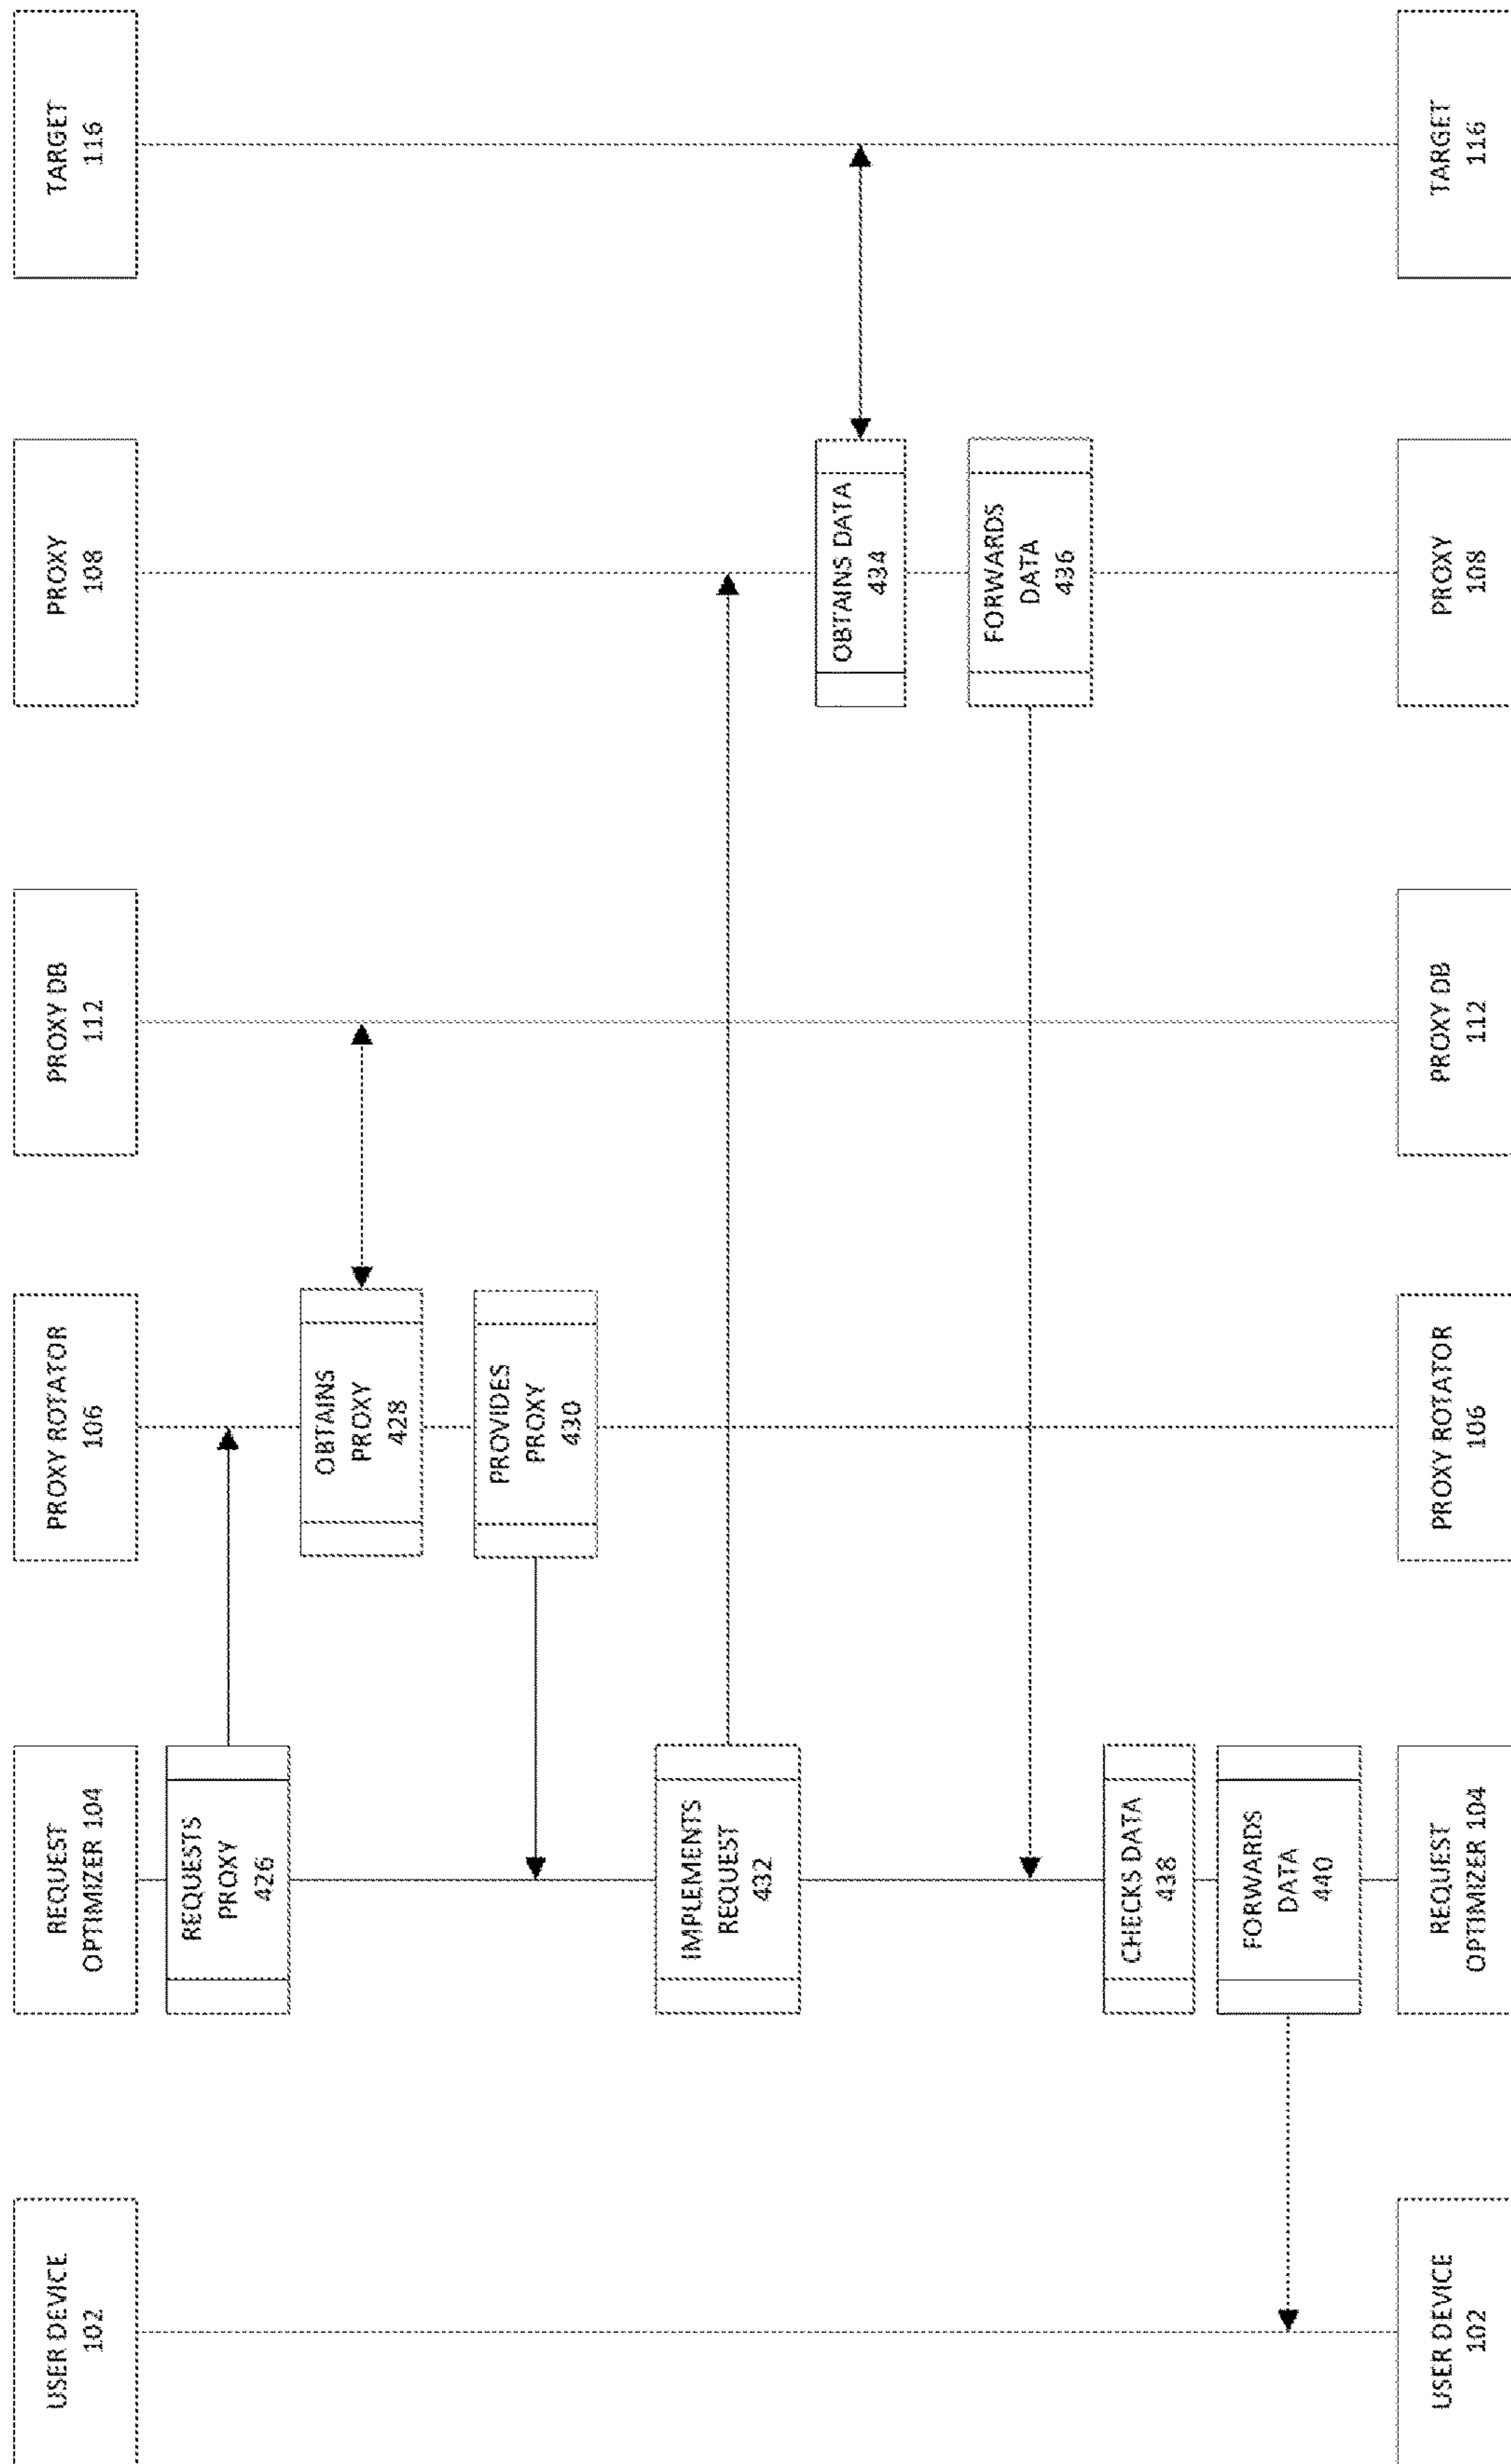 USER DEVICE
102
REQUEST
OPTIMIZER 104
PROXY ROTATOR
106
PROXY DB
112
PROXY
108
TARGET
116
REQUESTS
PROXY
426
OBTAINS
PROXY
428
PROVIDES
PROXY
430
IMPLEMENTS
REQUEST
432
OBTAINS DATA
434
FORWARDS
DATA
436
CHECKS DATA
438
FORWARDS
DATA
440
USER DEVICE
102
REQUEST
OPTIMIZER 104
PROXY ROTATOR
106
PROXY DB
112
PROXY
108
TARGET
116